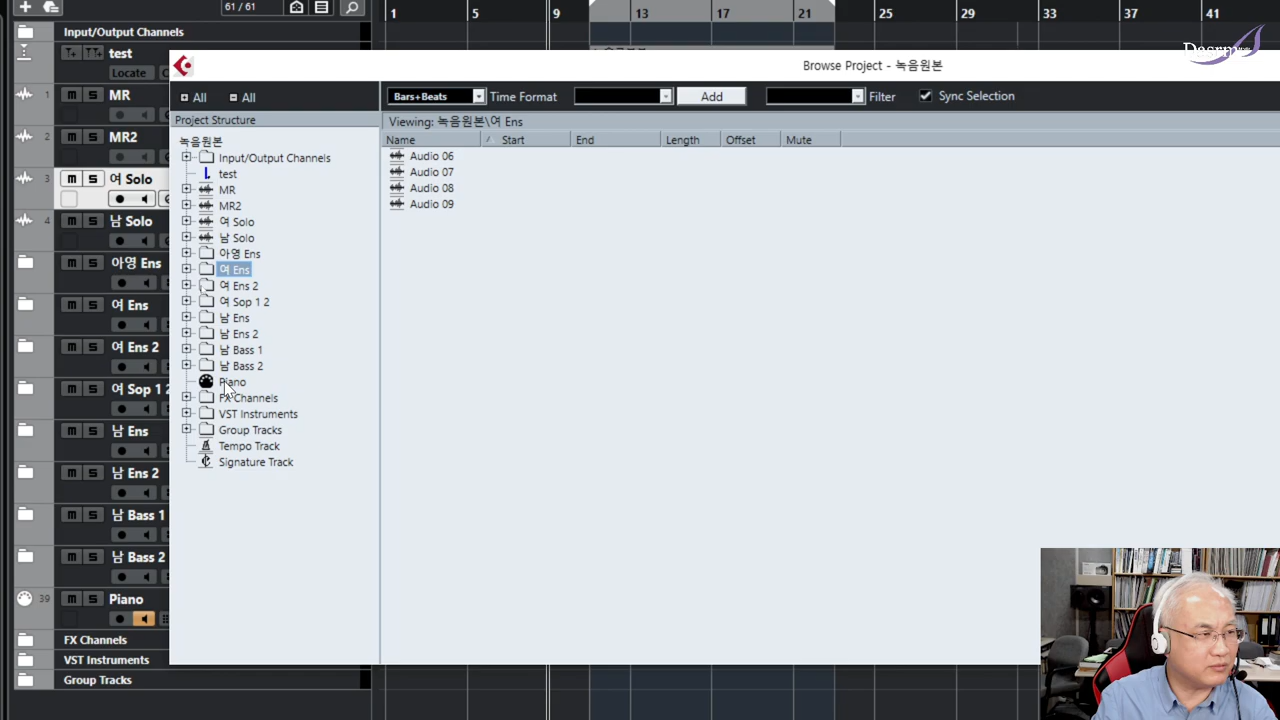 61 / 61
1 5 9 13 17 21 25 29 33 37 41
Input/Output Channels
test
Locate
1 MR
2 MR2
3 m S 여 Solo
4 m S 남 Solo
m S 아영 Ens
m S 여 Ens
m S 여 Ens 2
m S 여 Sop 1 2
m S 남 Ens
m S 남 Ens 2
m S 남 Bass 1
m S 남 Bass 2
39 m S Piano
FX Channels
VST Instruments
Group Tracks
Browse Project - 녹음원본
All All
Bars+Beats Time Format Add Filter Sync Selection
Project Structure
녹음원본
Input/Output Channels
test
MR
MR2
여 Solo
남 Solo
아영 Ens
여 Ens
여 Ens 2
여 Sop 1 2
남 Ens
남 Ens 2
남 Bass 1
남 Bass 2
Piano
FX Channels
VST Instruments
Group Tracks
Tempo Track
Signature Track
Viewing: 녹음원본\여 Ens
Name Start End Length Offset Mute
Audio 06
Audio 07
Audio 08
Audio 09